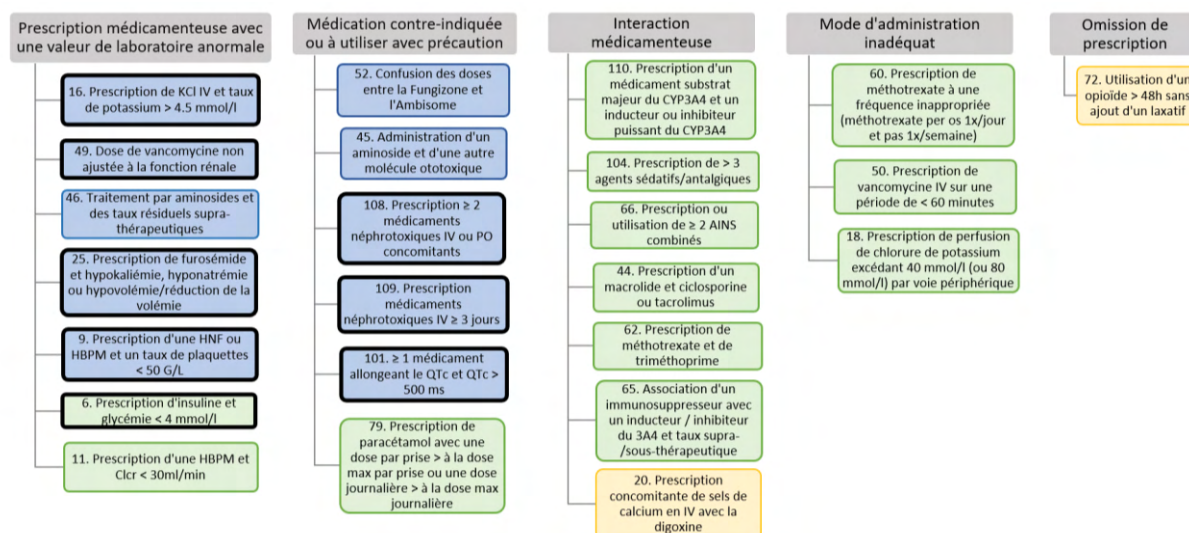 Prescription médicamenteuse avec
une valeur de laboratoire anormale
16. Prescription de KCl IV et taux
de potassium > 4.5 mmol/l
49. Dose de vancomycine non
ajustée à la fonction rénale
46. Traitement par aminosides et
des taux résiduels supra-
thérapeutiques
25. Prescription de furosémide
et hypokaliémie, hyponatrémie
ou hypovolémie/réduction de la
volémie
9. Prescription d'une HNF ou
HBPM et un taux de plaquettes
< 50 G/L
6. Prescription d'insuline et
glycémie < 4 mmol/l
11. Prescription d'une HBPM et
Clcr < 30ml/min
Médication contre-indiquée
ou à utiliser avec précaution
52. Confusion des doses
entre la Fungizone et
l'Ambisome
45. Administration d'un
aminoside et d'une autre
molécule ototoxique
108. Prescription ≥ 2
médicaments
néphrotoxiques IV ou PO
concomitants
109. Prescription
médicaments
néphrotoxiques IV ≥ 3 jours
101. ≥ 1 médicament
allongeant le QTc et QTc >
500 ms
79. Prescription de
paracétamol avec une
dose par prise > à la dose
max par prise ou une dose
journalière > à la dose max
journalière
Interaction
médicamenteuse
110. Prescription d'un
médicament substrat
majeur du CYP3A4 et un
inducteur ou inhibiteur
puissant du CYP3A4
104. Prescription de > 3
agents sédatifs/antalgiques
66. Prescription ou
utilisation de ≥ 2 AINS
combinés
44. Prescription d'un
macrolide et ciclosporine
ou tacrolimus
62. Prescription de
méthotrexate et de
triméthoprime
65. Association d'un
immunosuppresseur avec
un inducteur / inhibiteur
du 3A4 et taux supra-
/sous-thérapeutique
20. Prescription
concomitante de sels de
calcium en IV avec la
digoxine
Mode d'administration
inadéquat
60. Prescription de
méthotrexate à une
fréquence inappropriée
(méthotrexate per os 1x/jour
et pas 1x/semaine)
50. Prescription de
vancomycine IV sur une
période de < 60 minutes
18. Prescription de perfusion
de chlorure de potassium
excédant 40 mmol/l (ou 80
mmol/l) par voie périphérique
Omission de
prescription
72. Utilisation d'un
opioïde > 48h sans
ajout d'un laxatif